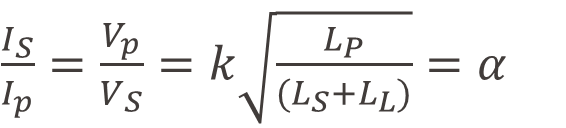 I_S/I_p = V_p/V_S = k√(L_P/(L_S+L_L)) = α